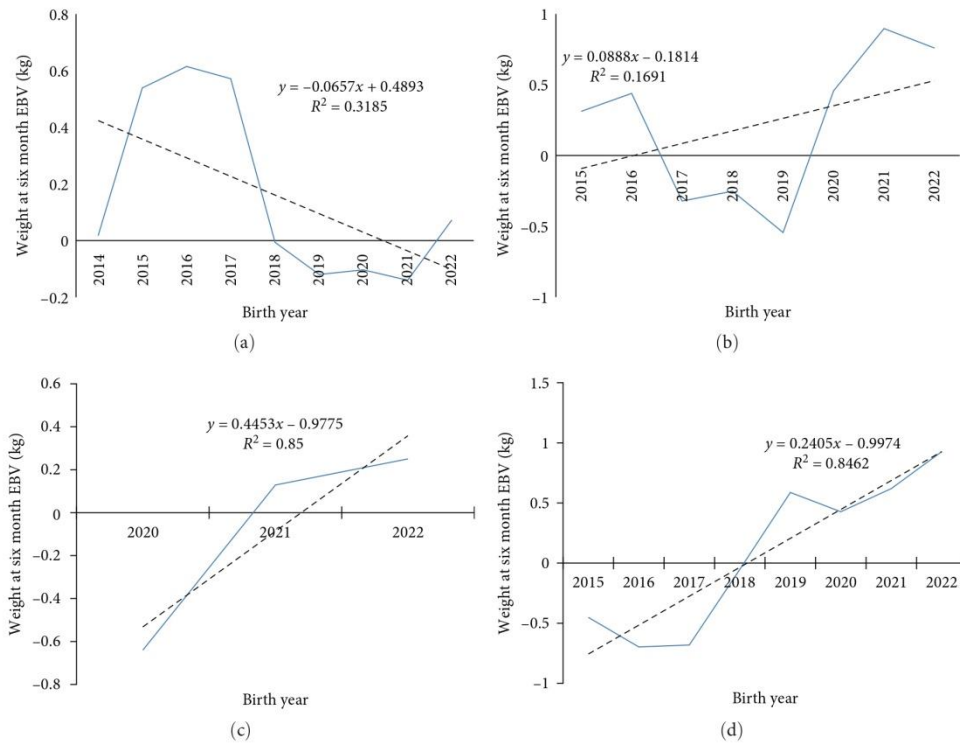 0.8
0.6
0.4
0.2
0
−0.2
Weight at six month EBV (kg)
y = −0.0657x + 0.4893
R² = 0.3185
2014
2015
2016
2017
2018
2019
2020
2021
2022
Birth year
(a)
1
0.5
0
−0.5
−1
Weight at six month EBV (kg)
y = 0.0888x − 0.1814
R² = 0.1691
2015
2016
2017
2018
2019
2020
2021
2022
Birth year
(b)
0.6
0.4
0.2
0
−0.2
−0.4
−0.6
−0.8
Weight at six month EBV (kg)
y = 0.4453x − 0.9775
R² = 0.85
2020 2021 2022
Birth year
(c)
1.5
1
0.5
0
−0.5
−1
Weight at six month EBV (kg)
y = 0.2405x − 0.9974
R² = 0.8462
2015 2016 2017 2018 2019 2020 2021 2022
Birth year
(d)